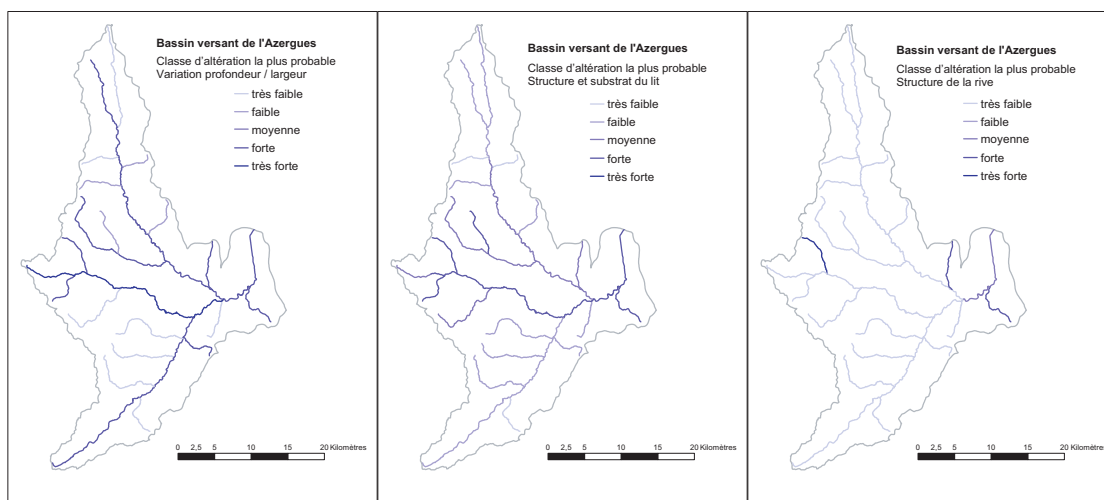 Bassin versant de l'Azergues
Classe d'altération la plus probable
Variation profondeur / largeur
très faible
faible
moyenne
forte
très forte
0 2,5 5 10 15 20 Kilomètres
Bassin versant de l'Azergues
Classe d'altération la plus probable
Structure et substrat du lit
très faible
faible
moyenne
forte
très forte
0 2,5 5 10 15 20 Kilomètres
Bassin versant de l'Azergues
Classe d'altération la plus probable
Structure de la rive
très faible
faible
moyenne
forte
très forte
0 2,5 5 10 15 20 Kilomètres